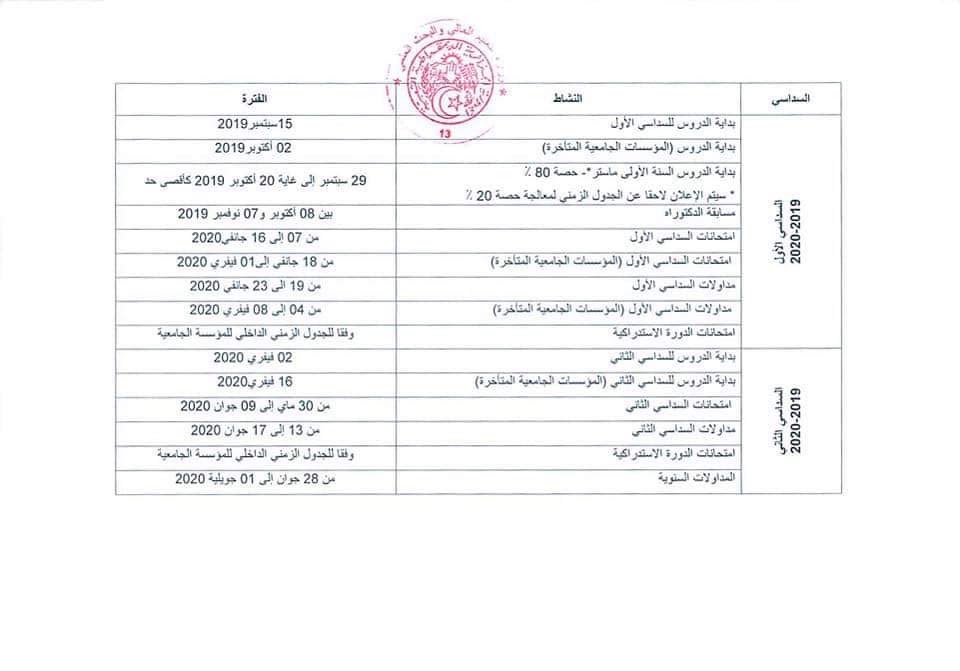 السداسي النشاط الفترة
السداسي الأول
2020-2019
بداية الدروس للسداسي الأول 15سبتمبر2019
بداية الدروس (المؤسسات الجامعية المتأخرة) 02 أكتوبر2019
بداية الدروس السنة الأولى ماستر*- حصة 80 ٪ 29 سبتمبر إلى غاية 20 أكتوبر 2019 كأقصى حد
* سيتم الإعلان لاحقا عن الجدول الزمني لمعالجة حصة 20 ٪
مسابقة الدكتوراه بين 08 أكتوبر و07 نوفمبر 2019
امتحانات السداسي الأول من 07 إلى 16 جانفي2020
امتحانات السداسي الأول (المؤسسات الجامعية المتأخرة) من 18 جانفي إلى01 فيفري 2020
مداولات السداسي الأول من 19 الى 23 جانفي 2020
مداولات السداسي الأول (المؤسسات الجامعية المتأخرة) من 04 إلى 08 فيفري 2020
امتحانات الدورة الاستدراكية وفقا للجدول الزمني الداخلي للمؤسسة الجامعية
السداسي الثاني
2020-2019
بداية الدروس للسداسي الثاني 02 فيفري 2020
بداية الدروس للسداسي الثاني (المؤسسات الجامعية المتأخرة) 16 فيفري2020
امتحانات السداسي الثاني من 30 ماي إلى 09 جوان 2020
مداولات السداسي الثاني من 13 إلى 17 جوان 2020
امتحانات الدورة الاستدراكية وفقا للجدول الزمني الداخلي للمؤسسة الجامعية
المداولات السنوية من 28 جوان إلى 01 جويلية 2020
13